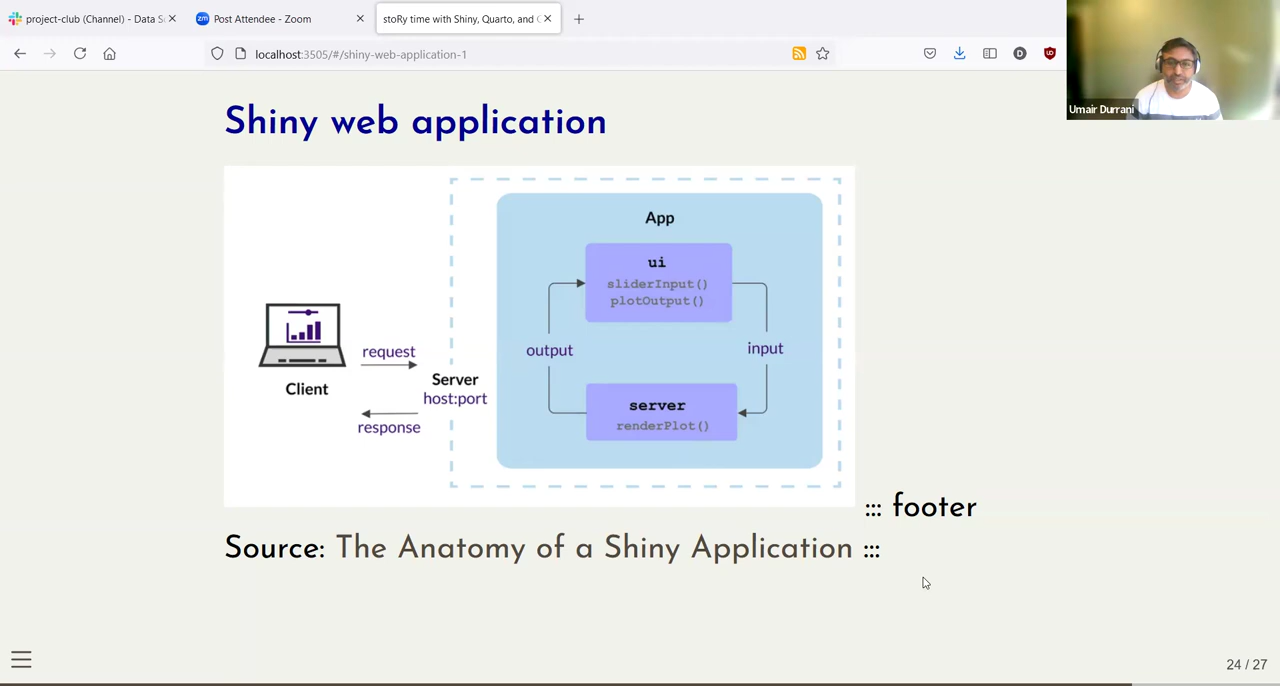 project-club (Channel) - Data S
Post Attendee - Zoom
stoRy time with Shiny, Quarto, and
localhost:3505/#/shiny-web-application-1
Umair Durrani
Shiny web application
App
ui
sliderInput()
plotOutput()
output
input
server
renderPlot()
request
Client
Server
host:port
response
::: footer
Source: The Anatomy of a Shiny Application :::
24 / 27